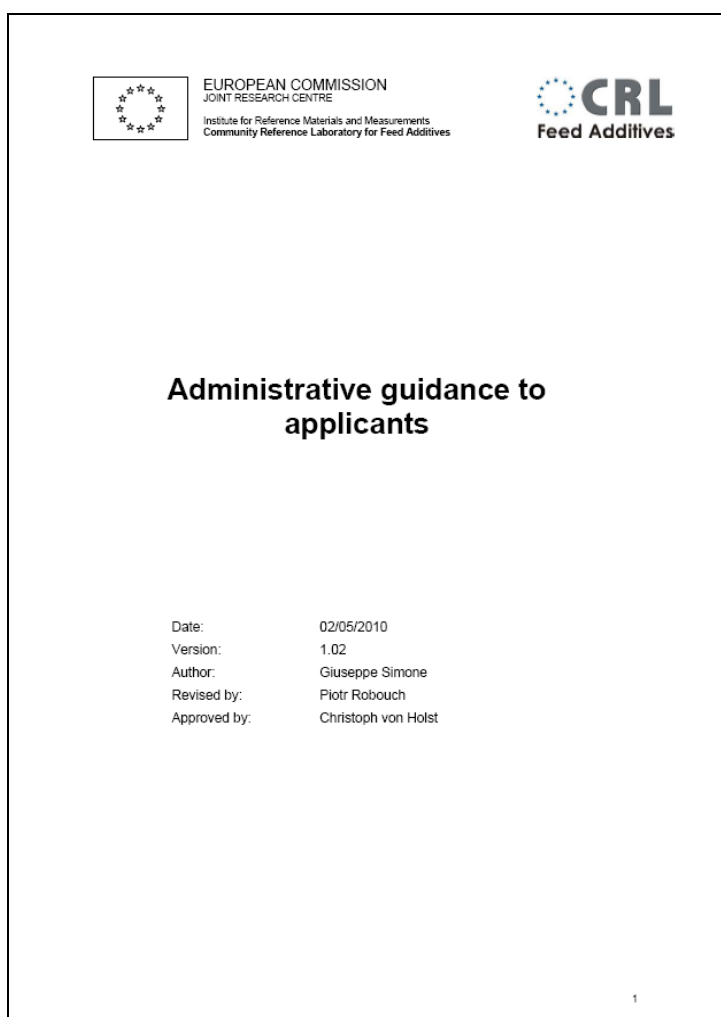 EUROPEAN COMMISSION
JOINT RESEARCH CENTRE
Institute for Reference Materials and Measurements
Community Reference Laboratory for Feed Additives
CRL
Feed Additives
Administrative guidance to
applicants
Date: 02/05/2010
Version: 1.02
Author: Giuseppe Simone
Revised by: Piotr Robouch
Approved by: Christoph von Holst
1